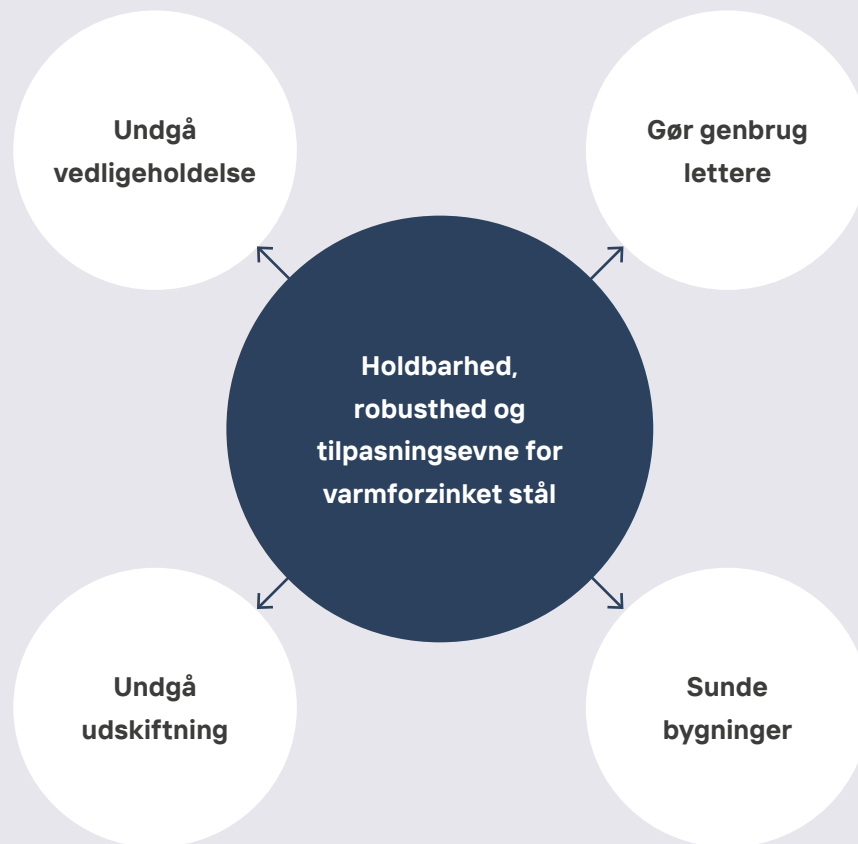 Undgå
vedligeholdelse
Gør genbrug
lettere
Holdbarhed,
robusthed og
tilpasningsevne for
varmforzinket stål
Undgå
udskiftning
Sunde
bygninger